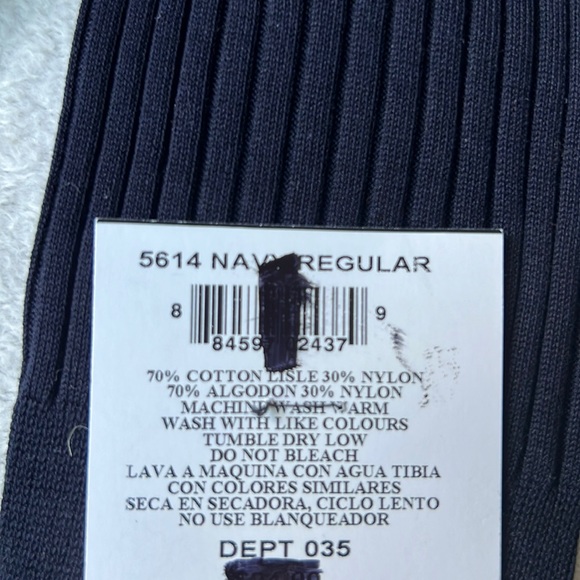 5614 NAVY REGULAR
8 9
8459 2437
70% COTTON LISLE 30% NYLON
70% ALGODON 30% NYLON
MACHINE WASH WARM
WASH WITH LIKE COLOURS
TUMBLE DRY LOW
DO NOT BLEACH
LAVA A MAQUINA CON AGUA TIBIA
CON COLORES SIMILARES
SECA EN SECADORA, CICLO LENTO
NO USE BLANQUEADOR
DEPT 035